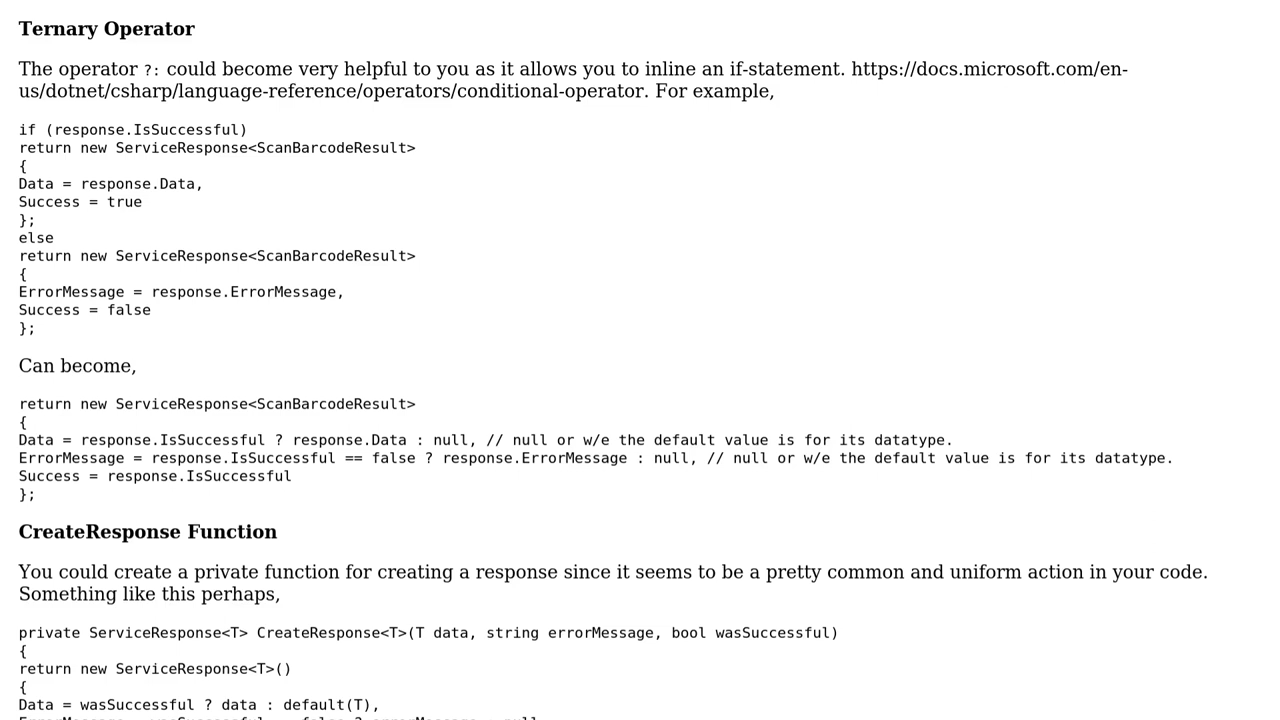 Ternary Operator
The operator ?: could become very helpful to you as it allows you to inline an if-statement. https://docs.microsoft.com/en-
us/dotnet/csharp/language-reference/operators/conditional-operator. For example,
if (response.IsSuccessful)
return new ServiceResponse<ScanBarcodeResult>
{
Data = response.Data,
Success = true
};
else
return new ServiceResponse<ScanBarcodeResult>
{
ErrorMessage = response.ErrorMessage,
Success = false
};
Can become,
return new ServiceResponse<ScanBarcodeResult>
{
Data = response.IsSuccessful ? response.Data : null, // null or w/e the default value is for its datatype.
ErrorMessage = response.IsSuccessful == false ? response.ErrorMessage : null, // null or w/e the default value is for its datatype.
Success = response.IsSuccessful
};
CreateResponse Function
You could create a private function for creating a response since it seems to be a pretty common and uniform action in your code.
Something like this perhaps,
private ServiceResponse<T> CreateResponse<T>(T data, string errorMessage, bool wasSuccessful)
{
return new ServiceResponse<T>()
{
Data = wasSuccessful ? data : default(T),